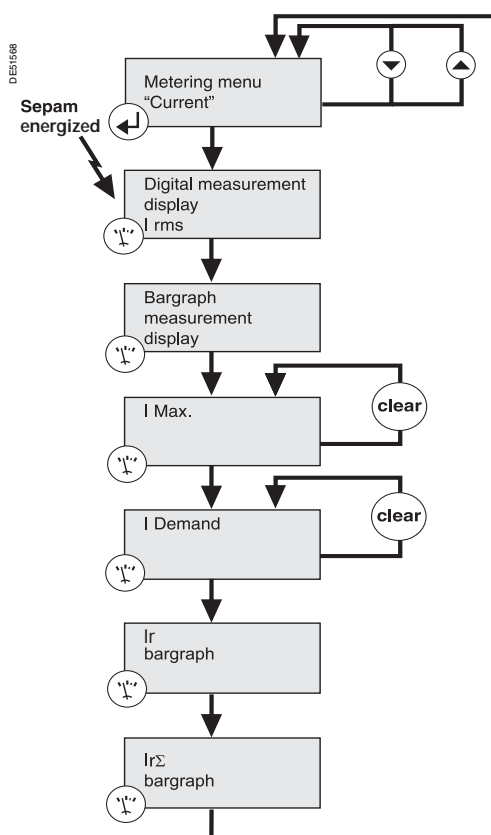 DE51568
Metering menu
“Current”
Sepam
energized
Digital measurement
display
I rms
Bargraph
measurement
display
I Max.
clear
I Demand
clear
Ir
bargraph
IrΣ
bargraph